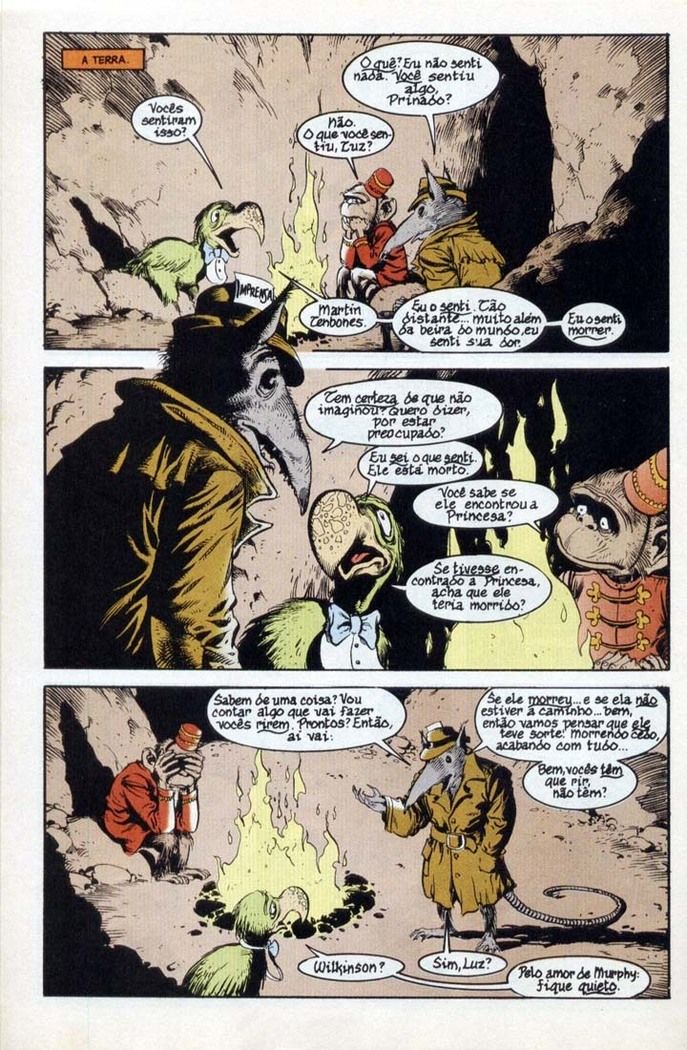 A TERRA.
Vocês
sentiram
isso?
O quê? Eu não senti
nada. Você sentiu
algo,
Prinado?
Não.
O que você sen-
tiu, Luz?
IMPRENSA
Martin
Tenbones.
Eu o senti. Tão
distante... muito além
da beira do mundo, eu
senti sua dor.
Eu o senti
morrer.
Tem certeza de que não
imaginou? Quero dizer,
por estar
preocupado?
Eu sei o que senti.
Ele está morto.
Você sabe se
ele encontrou a
Princesa?
Se tivesse en-
contrado a Princesa,
acha que ele
teria morrido?
Sabem de uma coisa? Vou
contar algo que vai fazer
vocês rirem. Prontos? Então,
aí vai:
Se ele morreu... e se ela não
estiver a caminho... bem,
então vamos pensar que ele
teve sorte! Morrendo cedo,
acabando com tudo...
Bem, vocês têm
que rir,
não têm?
Wilkinson?
Sim, Luz?
Pelo amor de Murphy:
fique quieto.